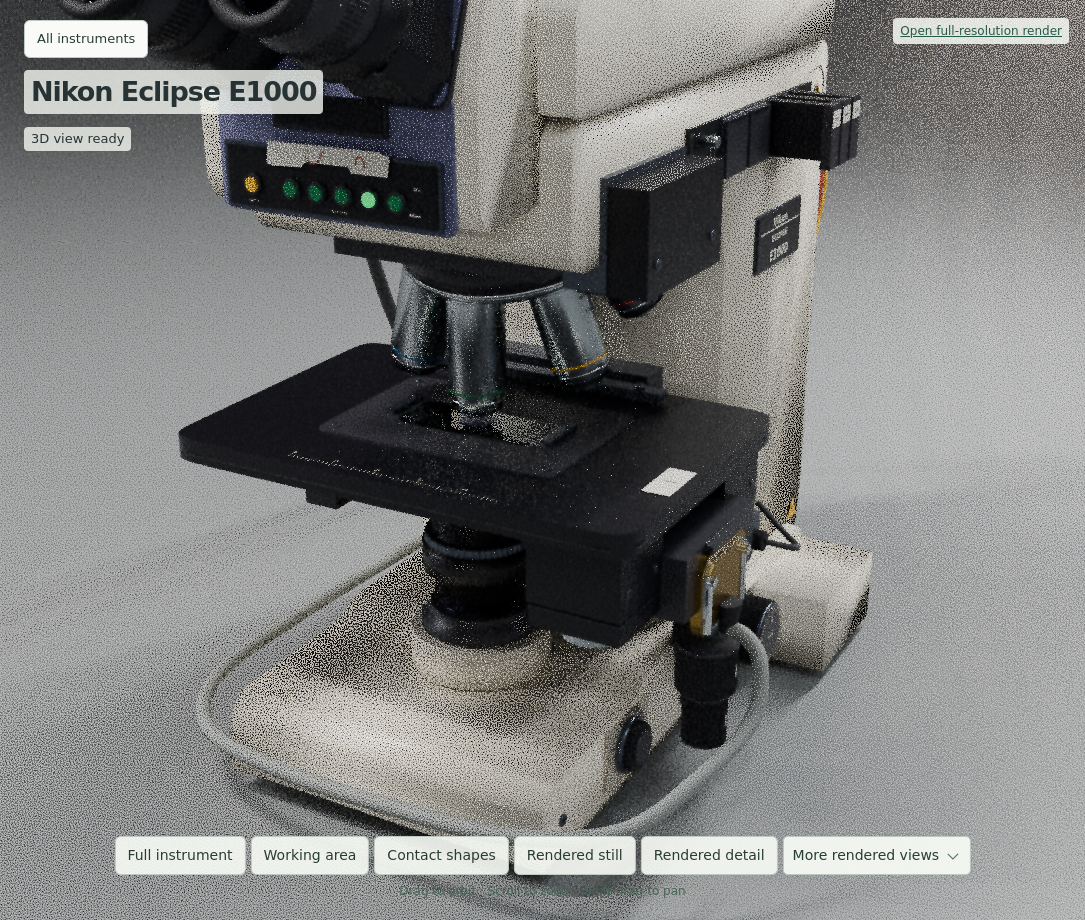 All instruments
Open full-resolution render
Nikon Eclipse E1000
3D view ready
Nikon
ECLIPSE
E1000
Full instrument
Working area
Contact shapes
Rendered still
Rendered detail
More rendered views